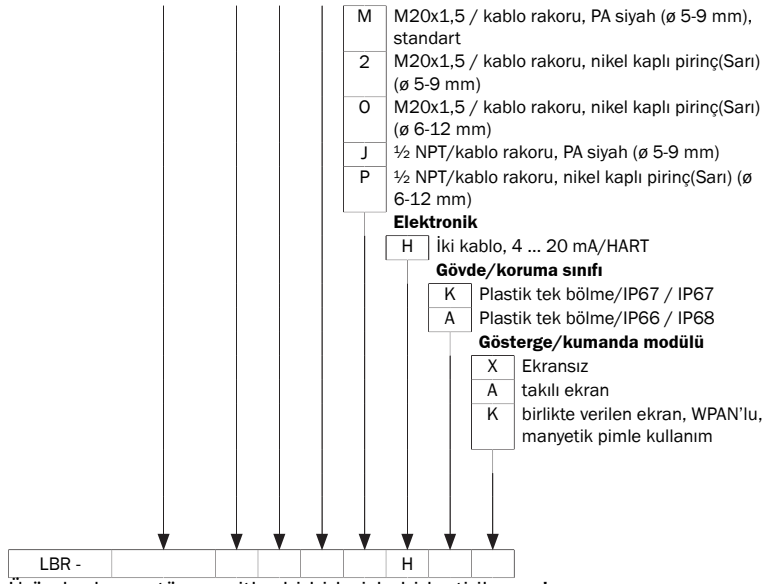 M M20x1,5 / kablo rakoru, PA siyah (ø 5-9 mm),
standart
2 M20x1,5 / kablo rakoru, nikel kaplı pirinç(Sarı)
(ø 5-9 mm)
0 M20x1,5 / kablo rakoru, nikel kaplı pirinç(Sarı)
(ø 6-12 mm)
J ½ NPT/kablo rakoru, PA siyah (ø 5-9 mm)
P ½ NPT/kablo rakoru, nikel kaplı pirinç(Sarı) (ø
6-12 mm)
Elektronik
H İki kablo, 4 ... 20 mA/HART
Gövde/koruma sınıfı
K Plastik tek bölme/IP67 / IP67
A Plastik tek bölme/IP66 / IP68
Gösterge/kumanda modülü
X Ekransız
A takılı ekran
K birlikte verilen ekran, WPAN'lu,
manyetik pimle kullanım
LBR - H